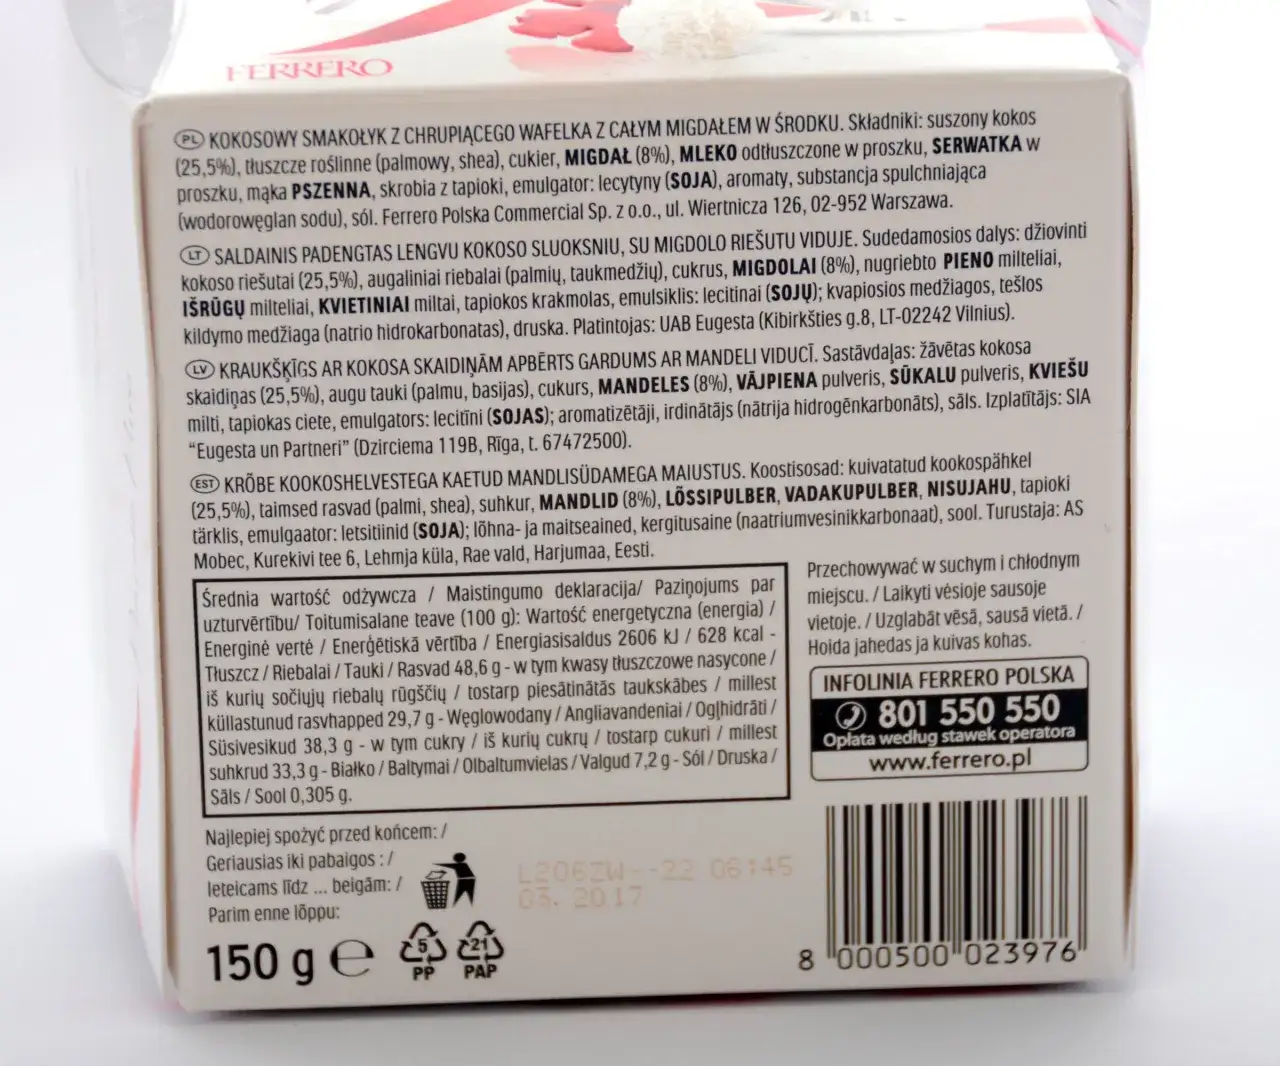 FERRERO
PL KOKOSOWY SMAKOŁYK Z CHRUPIĄCEGO WAFELKA Z CAŁYM MIGDAŁEM W ŚRODKU. Składniki: suszony kokos
(25,5%), tłuszcze roślinne (palmowy, shea), cukier, MIGDAŁ (8%), MLEKO odtłuszczone w proszku, SERWATKA w
proszku, mąka PSZENNA, skrobia z tapioki, emulgator: lecytyny (SOJA), aromaty, substancja spulchniająca
(wodorowęglan sodu), sól. Ferrero Polska Commercial Sp. z o.o., ul. Wiertnicza 126, 02-952 Warszawa.
LT SALDAINIS PADENGTAS LENGVU KOKOSO SLUOKSNIU, SU MIGDOLO RIEŠUTU VIDUJE. Sudedamosios dalys: džiovinti
kokoso riešutai (25,5%), augaliniai riebalai (palmių, taukmedžių), cukrus, MIGDOLAI (8%), nugriebto PIENO milteliai,
IŠRŪGŲ milteliai, KVIETINIAI miltai, tapiokos krakmolas, emulsiklis: lecitinai (SOJŲ); kvapiosios medžiagos, tešlos
kildymo medžiaga (natrio hidrokarbonatas), druska. Platintojas: UAB Eugesta (Kibirkšties g.8, LT-02242 Vilnius).
LV KRAUKŠĶĪGS AR KOKOSA SKAIDIŅĀM APBĒRTS GARDUMS AR MANDELI VIDUCĪ. Sastāvdaļas: žāvētas kokosa
skaidiņas (25,5%), augu tauki (palmu, basijas), cukurs, MANDELES (8%), VĀJPIENA pulveris, SŪKALU pulveris, KVIEŠU
milti, tapiokas ciete, emulgators: lecitīni (SOJAS); aromatizētāji, irdinātājs (nātrija hidrogēnkarbonāts), sāls. Izplatītājs: SIA
“Eugesta un Partneri” (Dzirciema 119B, Rīga, t. 67472500).
EST KRÕBE KOOKOSHELVESTEGA KAETUD MANDLISÜDAMEGA MAIUSTUS. Koostisosad: kuivatatud kookospähkel
(25,5%), taimsed rasvad (palmi, shea), suhkur, MANDLID (8%), LÕSSIPULBER, VADAKUPULBER, NISUJAHU, tapioki
tärklis, emulgaator: letsitiinid (SOJA); lõhna- ja maitseained, kergitusaine (naatriumvesinikkarbonaat), sool. Turustaja: AS
Mobec, Kurekivi tee 6, Lehmja küla, Rae vald, Harjumaa, Eesti.
Średnia wartość odżywcza / Maistingumo deklaracija/ Paziņojums par
uzturvērtību/ Toitumisalane teave (100 g): Wartość energetyczna (energia) /
Energinė vertė / Enerģētiskā vērtība / Energiasisaldus 2606 kJ / 628 kcal -
Tłuszcz / Riebalai / Tauki / Rasvad 48,6 g - w tym kwasy tłuszczowe nasycone /
iš kurių sočiųjų riebalų rūgščių / tostarp piesātinātās taukskābes / millest
küllastunud rasvhapped 29,7 g - Węglowodany / Angliavandeniai / Ogļhidrāti /
Süsivesikud 38,3 g - w tym cukry / iš kurių cukrų / tostarp cukuri / millest
suhkrud 33,3 g - Białko / Baltymai / Olbaltumvielas / Valgud 7,2 g - Sól / Druska /
Sāls / Sool 0,305 g.
Przechowywać w suchym i chłodnym
miejscu. / Laikyti vėsioje sausoje
vietoje. / Uzglabāt vēsā, sausā vietā. /
Hoida jahedas ja kuivas kohas.
INFOLINIA FERRERO POLSKA
801 550 550
Opłata według stawek operatora
www.ferrero.pl
Najlepiej spożyć przed końcem: /
Geriausias iki pabaigos : /
Ieteicams līdz ... beigām: /
Parim enne lõppu:
L206ZW--22 06:45
03. 2017
150 g ℮
5
PP
21
PAP
8 000500 023976